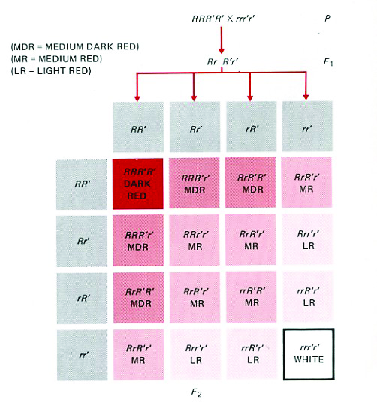 RRR'R' X rrr'r' P
(MDR = MEDIUM DARK RED)
(MR = MEDIUM RED)
(LR = LIGHT RED)
Rr R'r' F1
RR' Rr' rR' rr'
RR' RRR'R' RRR'r' RrR'R' RrR'r'
DARK RED MDR MDR MR
Rr' RRR'r' RRr'r' RrR'r' Rrr'r'
MDR MR MR LR
rR' RrR'R' RrR'r' rrR'R' rrR'r'
MDR MR MR LR
rr' RrR'r' Rrr'r' rrR'r' rrr'r'
MR LR LR WHITE
F2